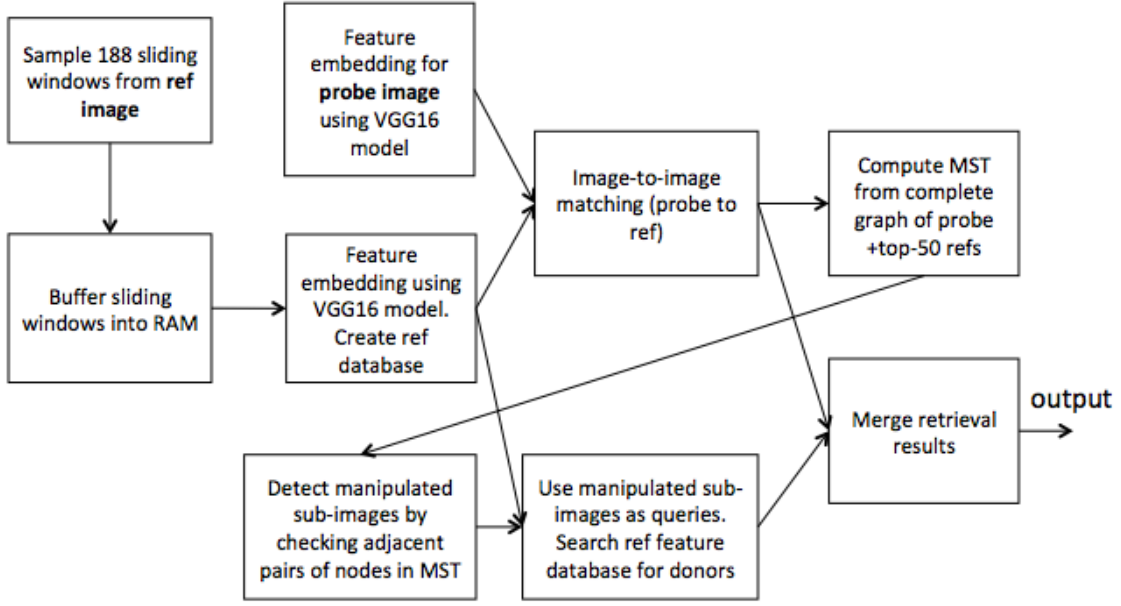 Sample 188 sliding
windows from ref
image
Feature
embedding for
probe image
using VGG16
model
Image-to-image
matching (probe to
ref)
Compute MST
from complete
graph of probe
+top-50 refs
Buffer sliding
windows into RAM
Feature
embedding using
VGG16 model.
Create ref
database
Merge retrieval
results
output
Detect manipulated
sub-images by
checking adjacent
pairs of nodes in MST
Use manipulated sub-
images as queries.
Search ref feature
database for donors